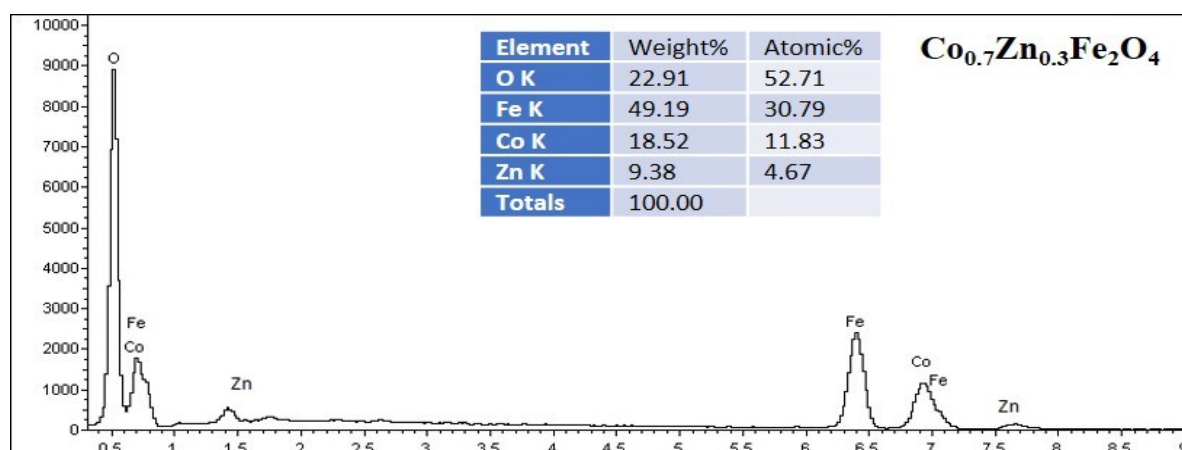 10000
9000
8000
7000
6000
5000
4000
3000
2000
1000
0
O
Fe
Co
Zn
Element Weight% Atomic%
O K 22.91 52.71
Fe K 49.19 30.79
Co K 18.52 11.83
Zn K 9.38 4.67
Totals 100.00
Co0.7Zn0.3Fe2O4
Fe
Co
Fe
Zn
0.5 1 1.5 2 2.5 3 3.5 4 4.5 5 5.5 6 6.5 7 7.5 8 8.5 9